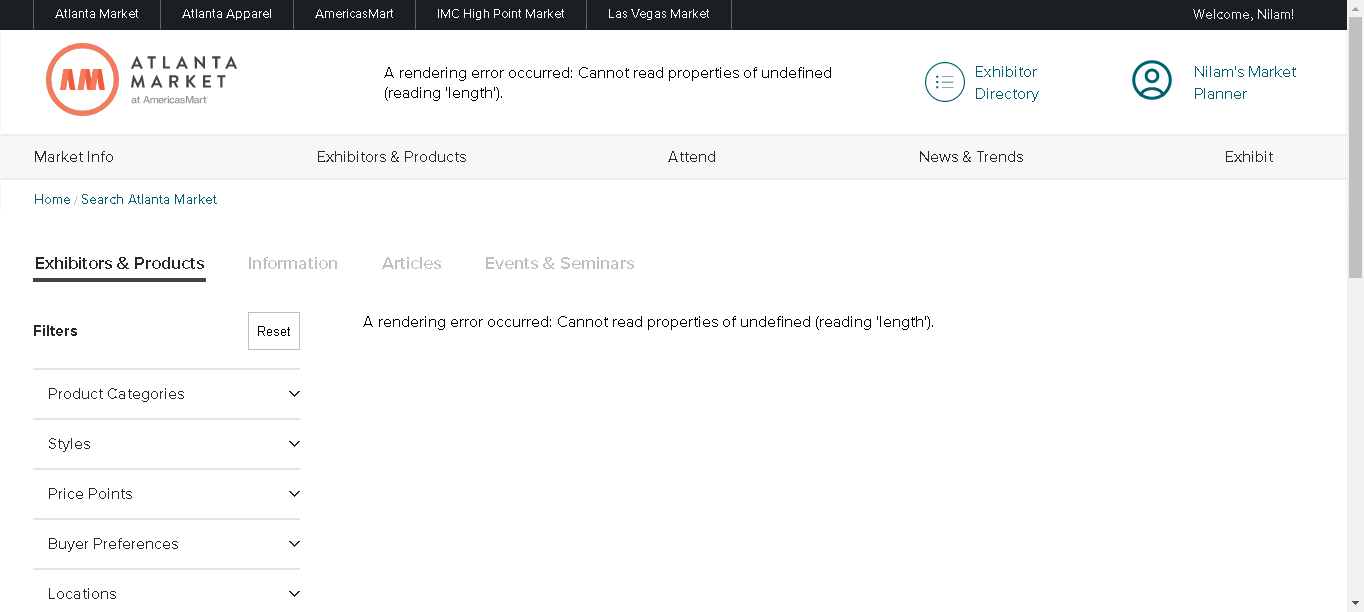 Atlanta Market
Atlanta Apparel
AmericasMart
IMC High Point Market
Las Vegas Market
Welcome, Nilam!
AM
ATLANTA
MARKET
at AmericasMart
A rendering error occurred: Cannot read properties of undefined
(reading 'length').
Exhibitor
Directory
Nilam's Market
Planner
Market Info
Exhibitors & Products
Attend
News & Trends
Exhibit
Home / Search Atlanta Market
Exhibitors & Products
Information
Articles
Events & Seminars
Filters
Reset
A rendering error occurred: Cannot read properties of undefined (reading 'length').
Product Categories
Styles
Price Points
Buyer Preferences
Locations